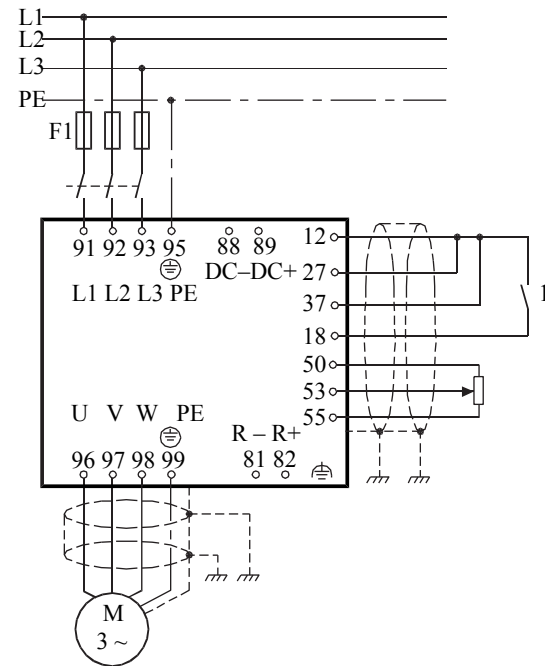 L1
L2
L3
PE
F1
91 92 93 95 88 89 12
DC–DC+ 27
L1 L2 L3 PE
37
1
18
50
53
55
U V W PE
R – R+
96 97 98 99 81 82
M
3 ~